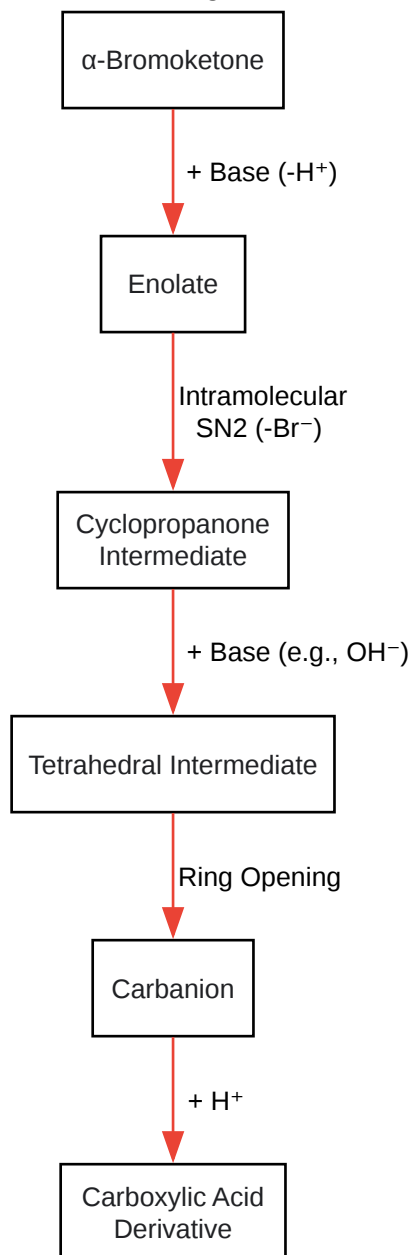 α-Bromoketone
+ Base (-H⁺)
Enolate
Intramolecular
SN2 (-Br⁻)
Cyclopropanone
Intermediate
+ Base (e.g., OH⁻)
Tetrahedral Intermediate
Ring Opening
Carbanion
+ H⁺
Carboxylic Acid
Derivative